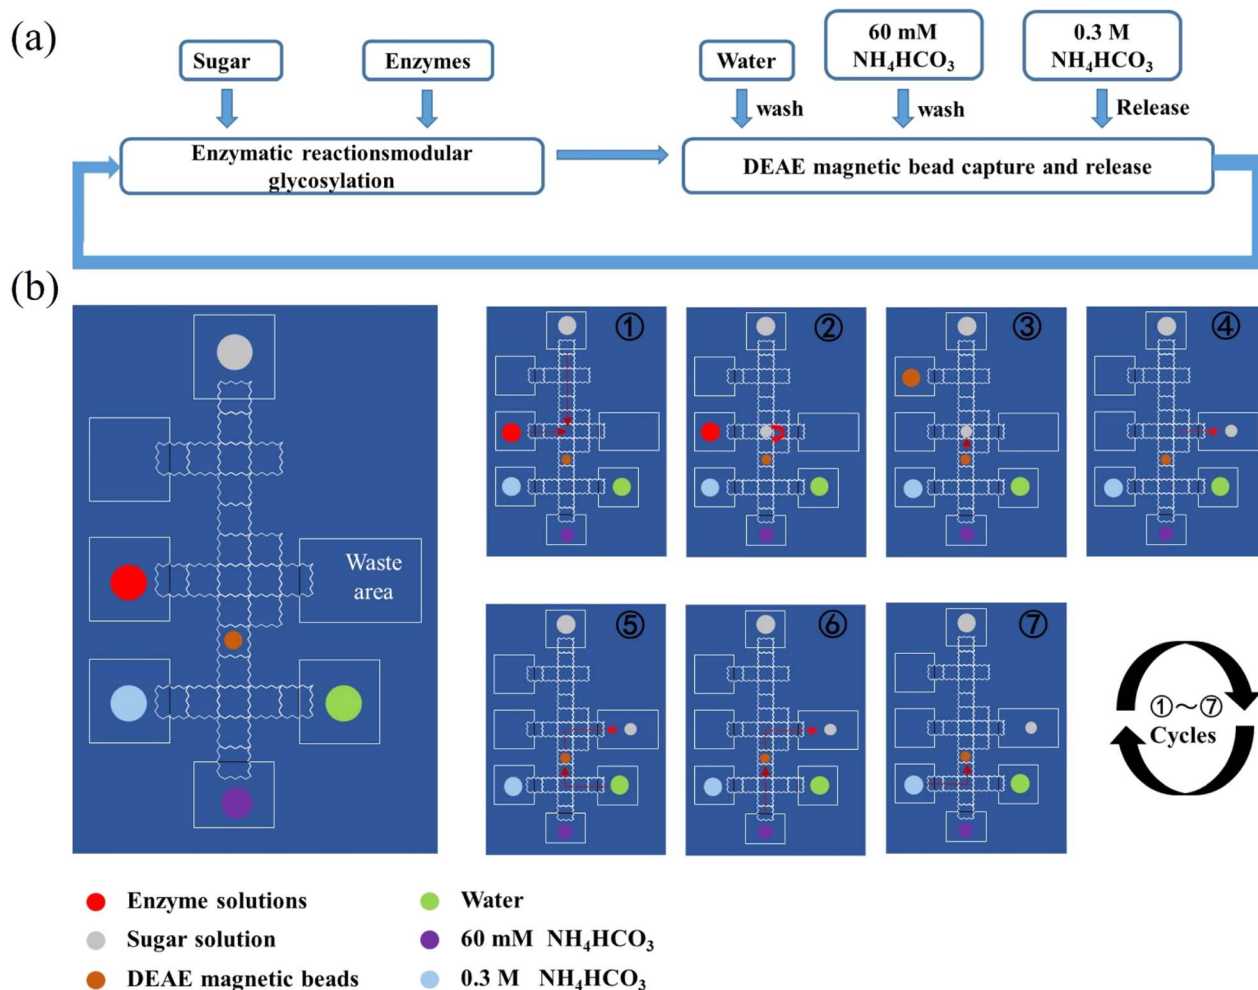 (a)
Sugar
Enzymes
Water
60 mM
NH₄HCO₃
0.3 M
NH₄HCO₃
wash
wash
Release
Enzymatic reactionsmodular
glycosylation
DEAE magnetic bead capture and release
(b)
Waste
area
①
②
③
④
⑤
⑥
⑦
①～⑦
Cycles
Enzyme solutions
Sugar solution
DEAE magnetic beads
Water
60 mM NH₄HCO₃
0.3 M NH₄HCO₃